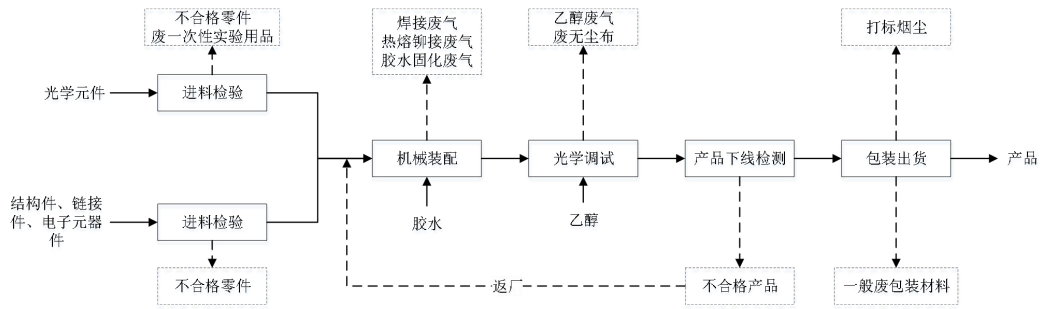 不合格零件
废一次性实验用品
焊接废气
热熔铆接废气
胶水固化废气
乙醇废气
废无尘布
打标烟尘
光学元件
进料检验
机械装配
光学调试
产品下线检测
包装出货
产品
结构件、链接
件、电子元器
件
进料检验
胶水
乙醇
不合格零件
返厂
不合格产品
一般废包装材料